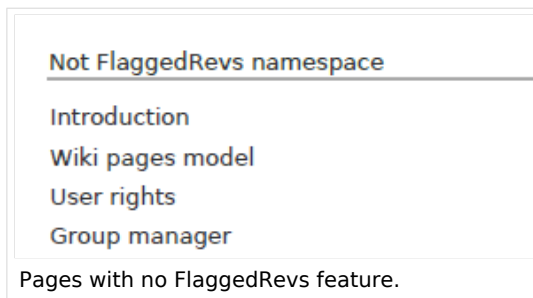 Not FlaggedRevs namespace
Introduction
Wiki pages model
User rights
Group manager
Pages with no FlaggedRevs feature.